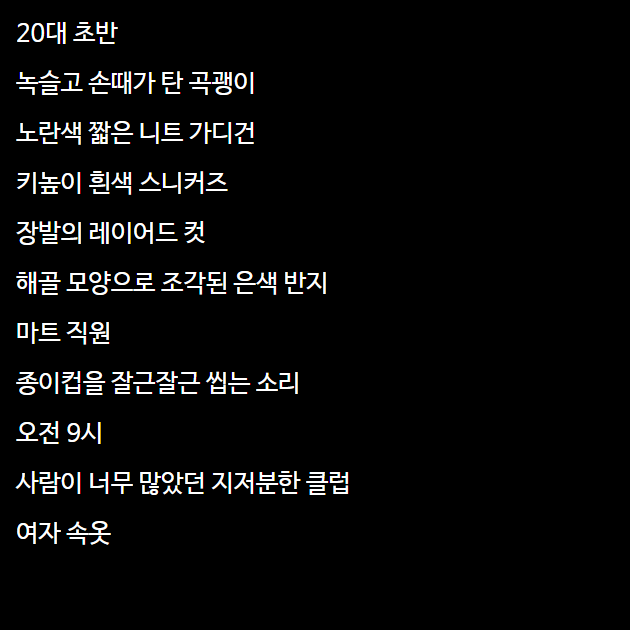 20대 초반
녹슬고 손때가 탄 곡괭이
노란색 짧은 니트 가디건
키높이 흰색 스니커즈
장발의 레이어드 컷
해골 모양으로 조각된 은색 반지
마트 직원
종이컵을 잘근잘근 씹는 소리
오전 9시
사람이 너무 많았던 지저분한 클럽
여자 속옷